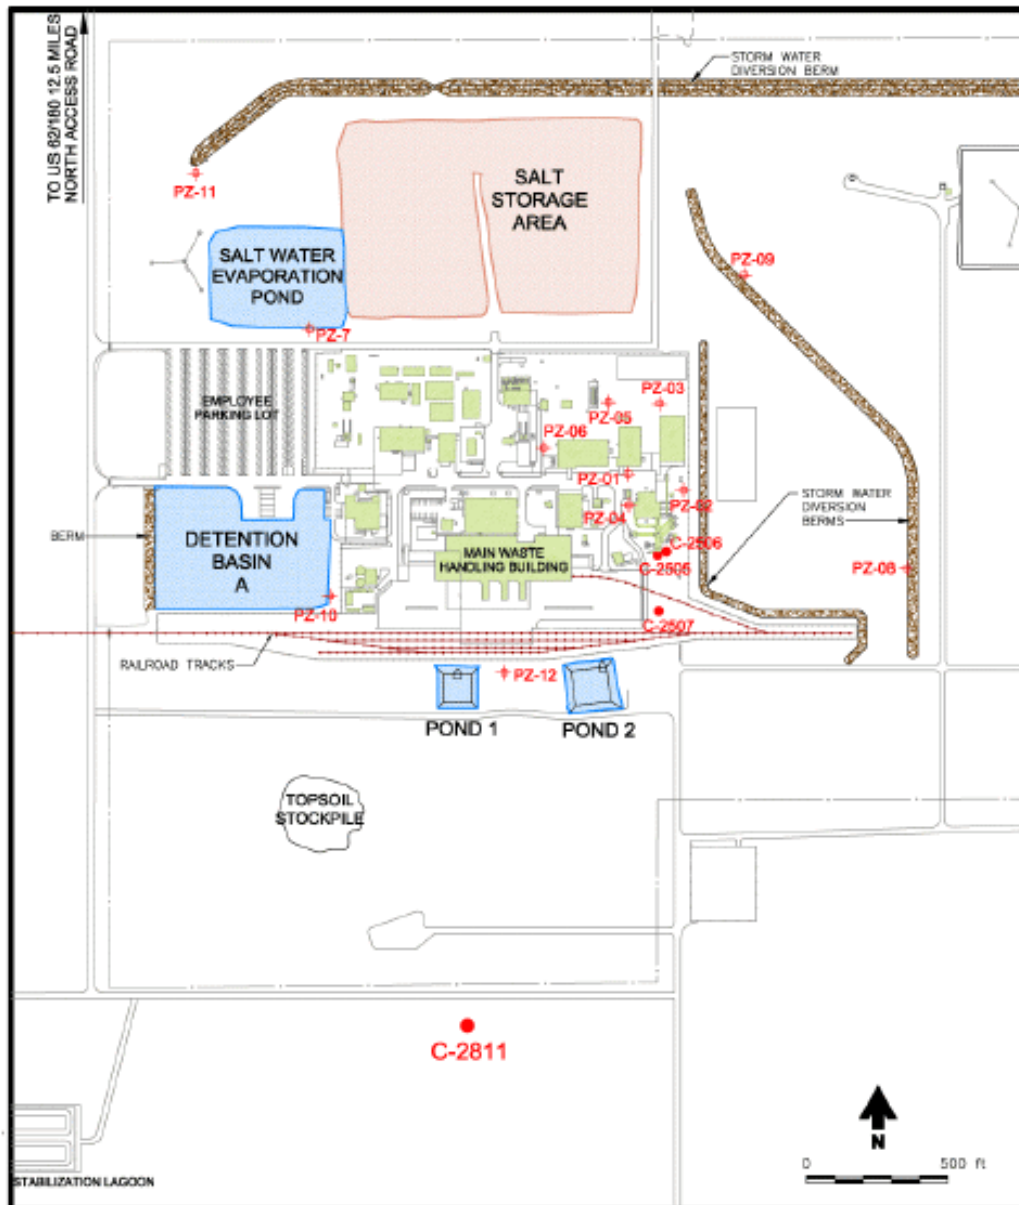 TO US 62/180 12.5 MILES
NORTH ACCESS ROAD
STORM WATER
DIVERSION BERM
PZ-11
SALT
STORAGE
AREA
SALT WATER
EVAPORATION
POND
PZ-09
PZ-7
EMPLOYEE
PARKING LOT
PZ-03
PZ-05
PZ-06
PZ-01
PZ-02
PZ-04
STORM WATER
DIVERSION
BERMS
BERM
DETENTION
BASIN
A
MAIN WASTE
HANDLING BUILDING
C-2506
C-2505
PZ-08
PZ-10
C-2507
RAILROAD TRACKS
PZ-12
POND 1
POND 2
TOPSOIL
STOCKPILE
C-2811
N
0 500 ft
STABILIZATION LAGOON